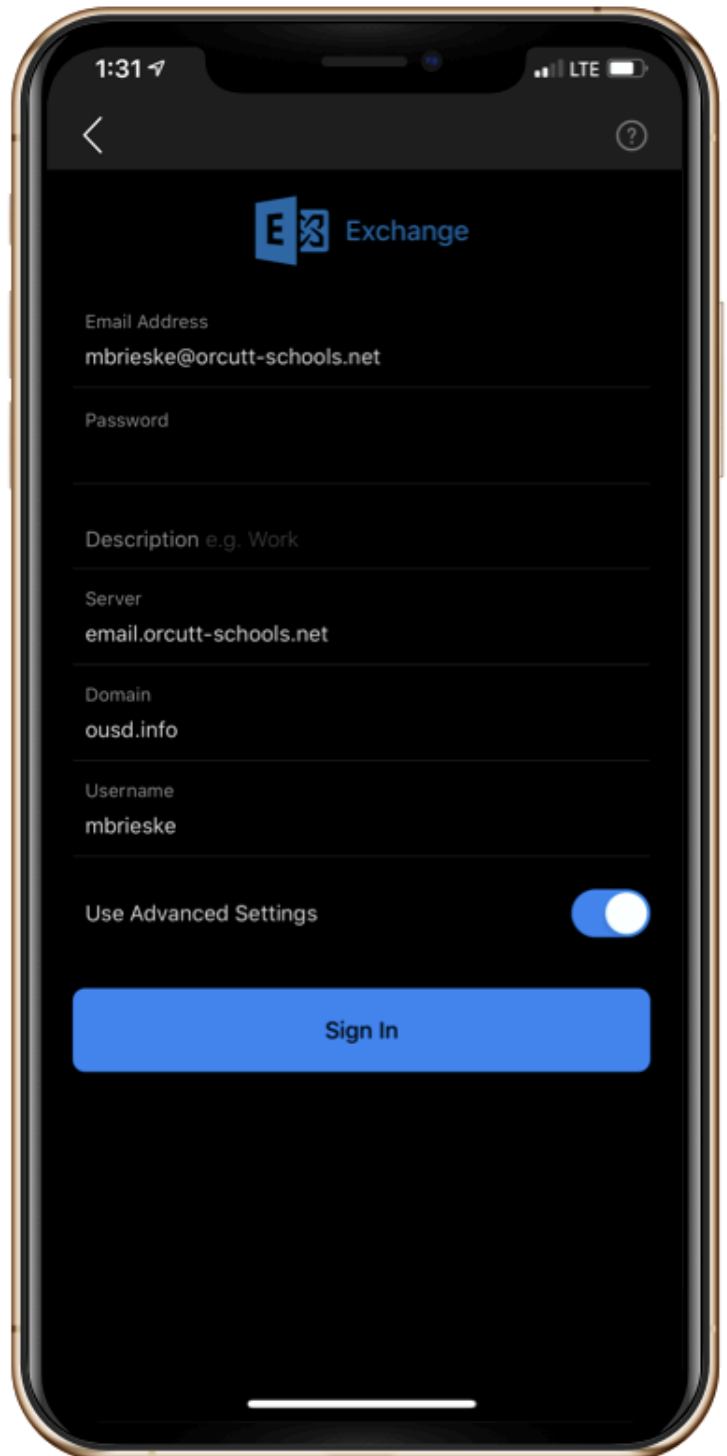 1:31
LTE
?
E Exchange
Email Address
mbrieske@orcutt-schools.net
Password
Description e.g. Work
Server
email.orcutt-schools.net
Domain
ousd.info
Username
mbrieske
Use Advanced Settings
Sign In